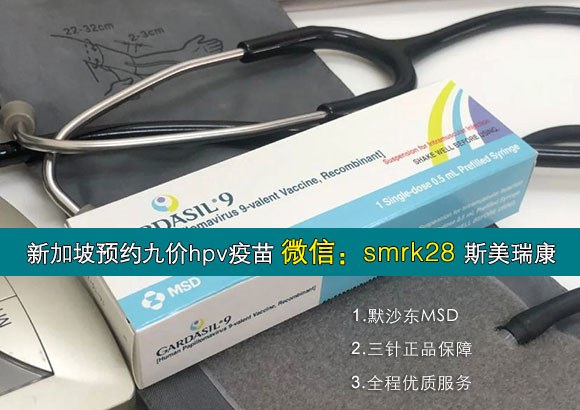 22-32cm
2-3cm
Suspension for Intramuscular Injection
SHAKE WELL BEFORE USING.
GARDASIL®9
[Human Papillomavirus 9-valent Vaccine, Recombinant]
1 Single-dose 0.5 mL Prefilled Syringe
新加坡预约九价hpv疫苗 微信：smrk28 斯美瑞康
MSD
GARDASIL®9
[Human Papillomavirus 9-valent Vaccine, Recombinant]
1.默沙东MSD
2.三针正品保障
3.全程优质服务